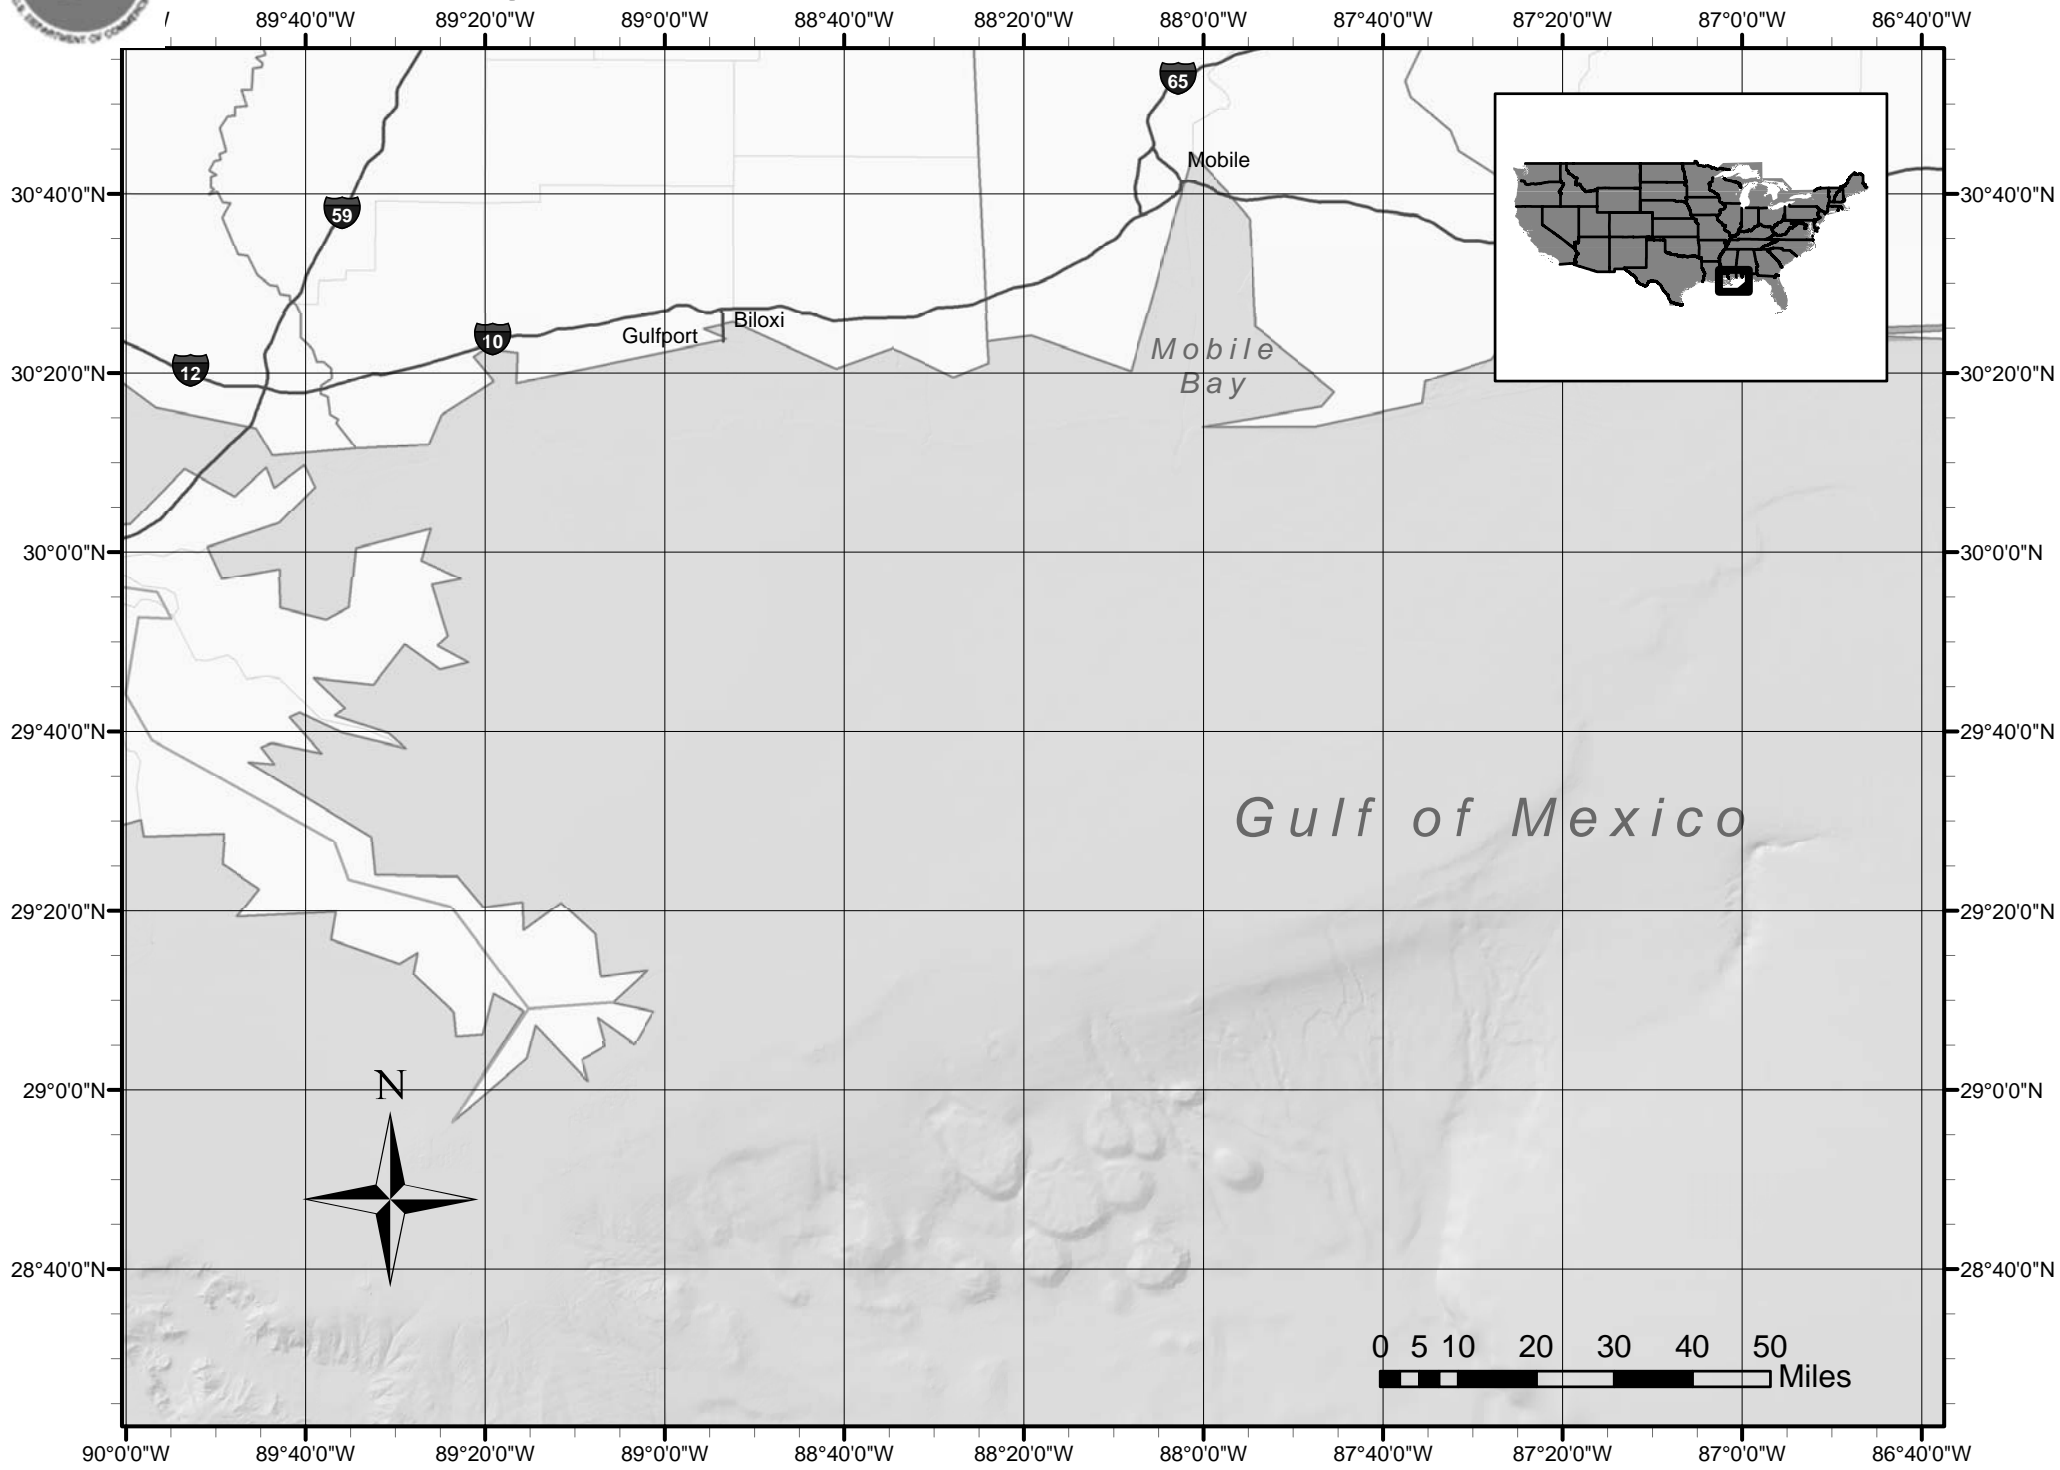 U.S. DEPARTMENT OF COMMERCE
89°40'0"W 89°20'0"W 89°0'0"W 88°40'0"W 88°20'0"W 88°0'0"W 87°40'0"W 87°20'0"W 87°0'0"W 86°40'0"W
65
Mobile
30°40'0"N 30°40'0"N
59
Biloxi
Gulfport
10
Mobile
Bay
12
30°20'0"N 30°20'0"N
30°0'0"N 30°0'0"N
29°40'0"N 29°40'0"N
Gulf of Mexico
29°20'0"N 29°20'0"N
N
29°0'0"N 29°0'0"N
28°40'0"N 28°40'0"N
0 5 10 20 30 40 50
Miles
90°0'0"W 89°40'0"W 89°20'0"W 89°0'0"W 88°40'0"W 88°20'0"W 88°0'0"W 87°40'0"W 87°20'0"W 87°0'0"W 86°40'0"W